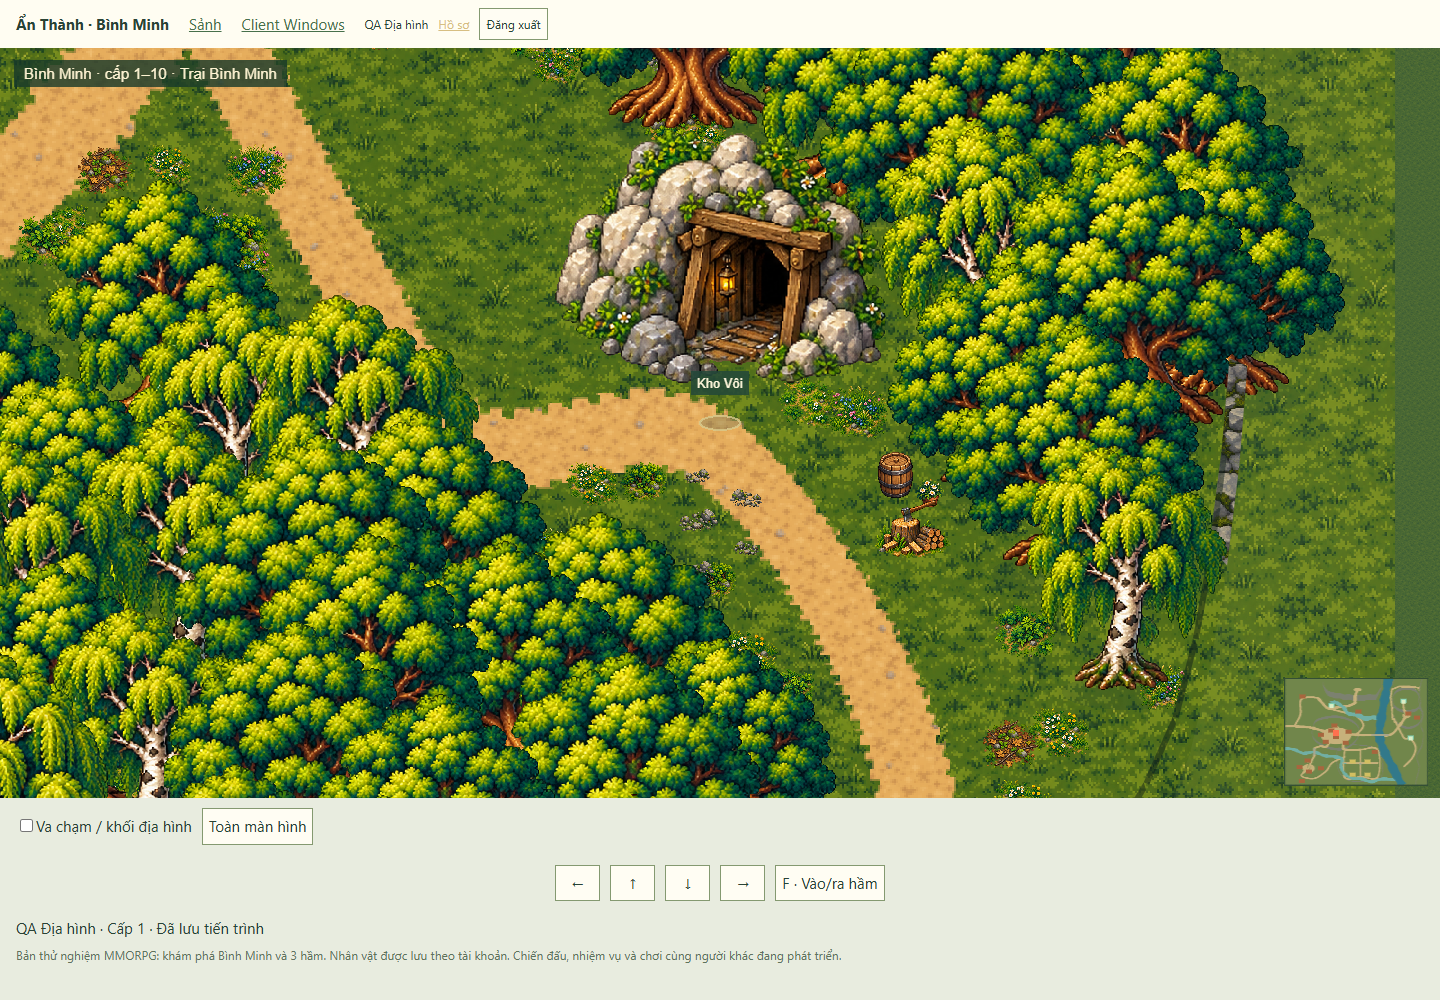 Ẩn Thành · Bình Minh Sảnh Client Windows QA Địa hình Hồ sơ Đăng xuất
Bình Minh · cấp 1–10 · Trại Bình Minh
Kho Vôi
Va chạm / khối địa hình Toàn màn hình
← ↑ ↓ → F · Vào/ra hầm
QA Địa hình · Cấp 1 · Đã lưu tiến trình
Bản thử nghiệm MMORPG: khám phá Bình Minh và 3 hầm. Nhân vật được lưu theo tài khoản. Chiến đấu, nhiệm vụ và chơi cùng người khác đang phát triển.